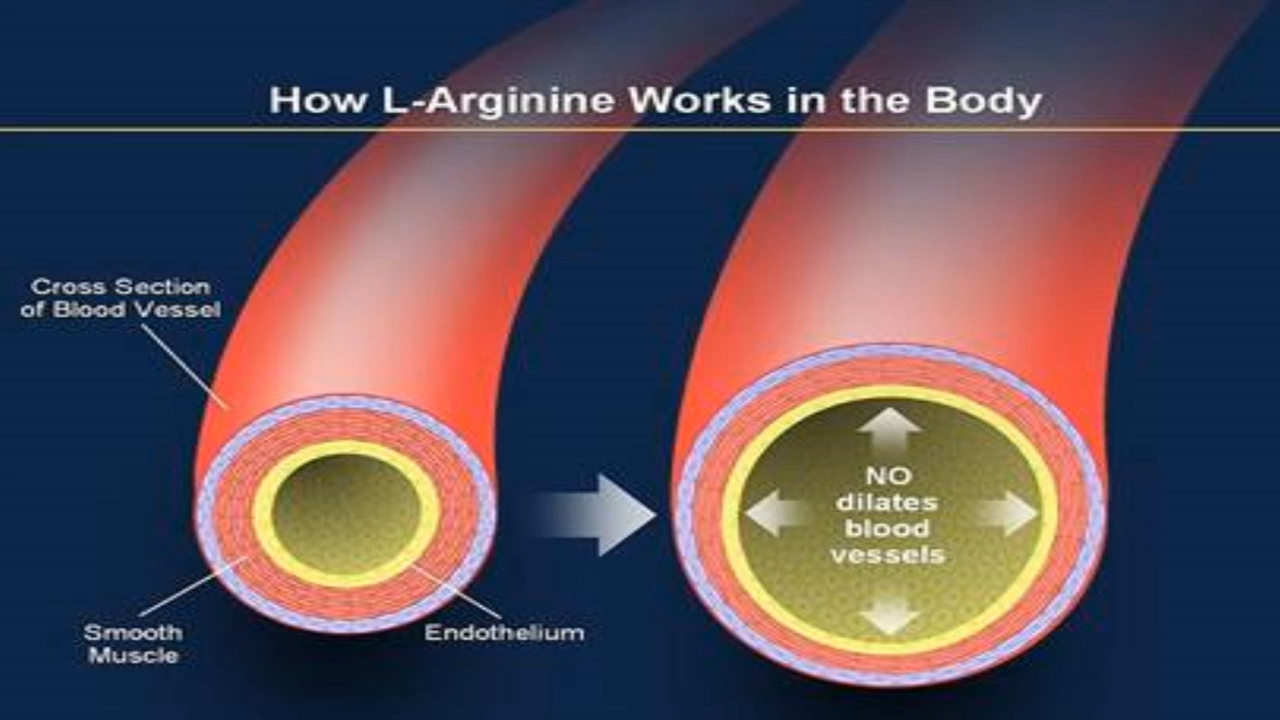 How L-Arginine Works in the Body
Cross Section
of Blood Vessel
NO
dilates
blood
vessels
Smooth
Muscle
Endothelium